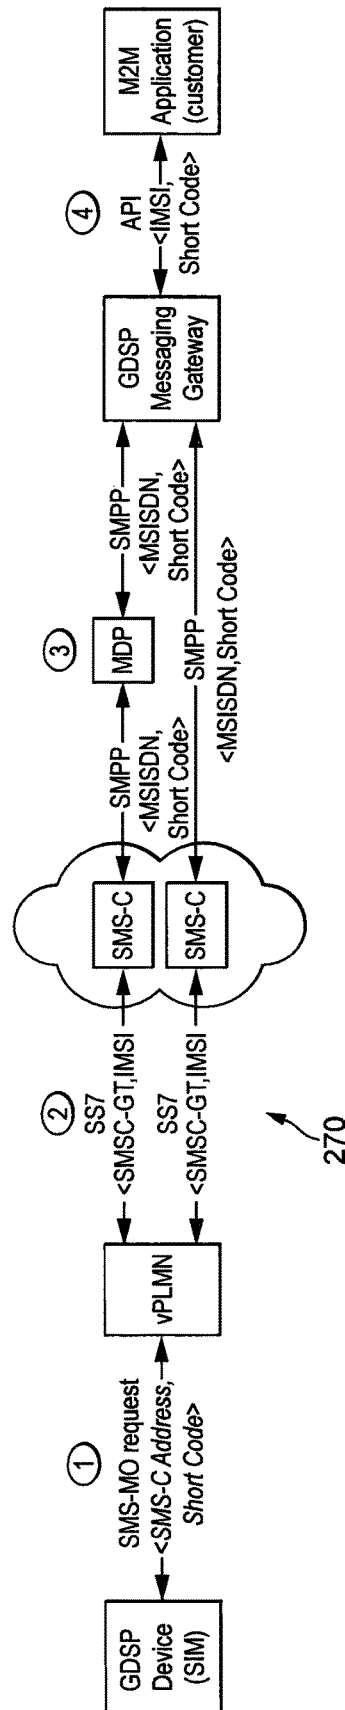 GDSP
Device
(SIM)
1
SMS-MO request
<SMS-C Address,
Short Code>
vPLMN
2
SS7
<SMSC-GT,IMSI
SS7
<SMSC-GT,IMSI
SMS-C
SMS-C
SMPP
<MSISDN,
Short Code>
3
MDP
SMPP
<MSISDN,
Short Code>
SMPP
<MSISDN,Short Code>
GDSP
Messaging
Gateway
4
API
<IMSI,
Short Code>
M2M
Application
(customer)
270